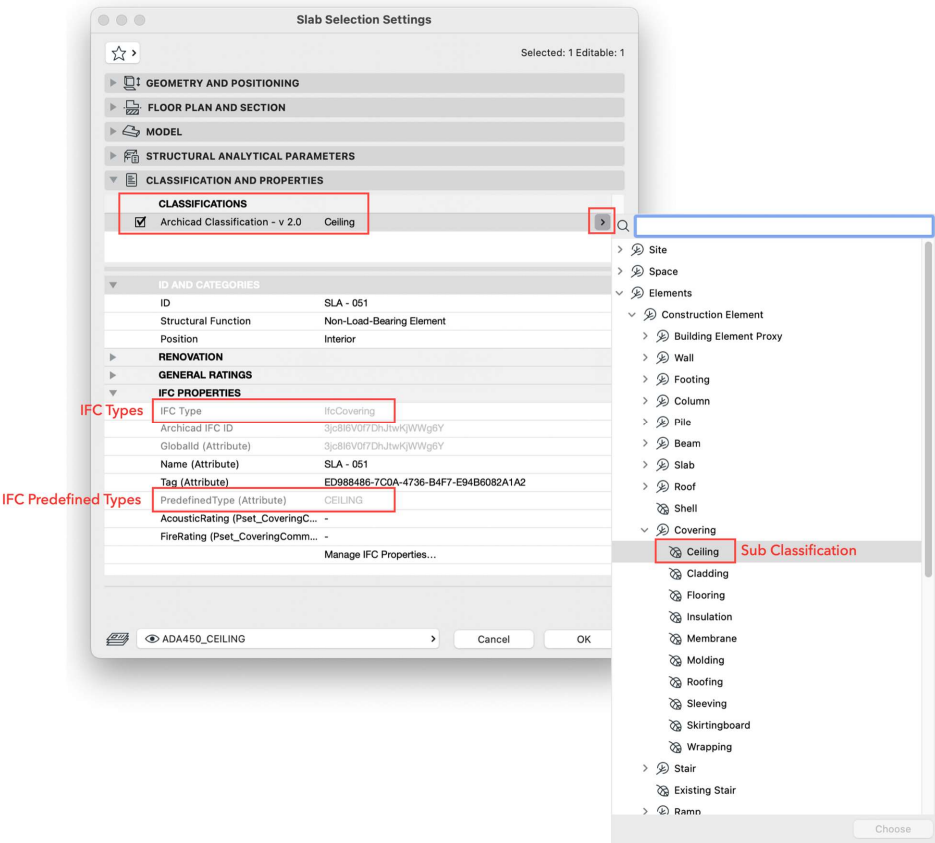 Slab Selection Settings
Selected: 1 Editable: 1
GEOMETRY AND POSITIONING
FLOOR PLAN AND SECTION
MODEL
STRUCTURAL ANALYTICAL PARAMETERS
CLASSIFICATION AND PROPERTIES
CLASSIFICATIONS
Archicad Classification - v 2.0 Ceiling
ID AND CATEGORIES
ID SLA - 051
Structural Function Non-Load-Bearing Element
Position Interior
RENOVATION
GENERAL RATINGS
IFC PROPERTIES
IFC Types
IFC Type IfcCovering
Archicad IFC ID 3jc8I6V0f7DhJtwKjWWg6Y
GlobalId (Attribute) 3jc8I6V0f7DhJtwKjWWg6Y
Name (Attribute) SLA - 051
Tag (Attribute) ED988486-7C0A-4736-B4F7-E94B6082A1A2
IFC Predefined Types
PredefinedType (Attribute) CEILING
AcousticRating (Pset_CoveringC... -
FireRating (Pset_CoveringComm... -
Manage IFC Properties...
ADA450_CEILING
Cancel
OK
Site
Space
Elements
Construction Element
Building Element Proxy
Wall
Footing
Column
Pile
Beam
Slab
Roof
Shell
Covering
Ceiling
Sub Classification
Cladding
Flooring
Insulation
Membrane
Molding
Roofing
Sleeving
Skirtingboard
Wrapping
Stair
Existing Stair
Ramp
Choose